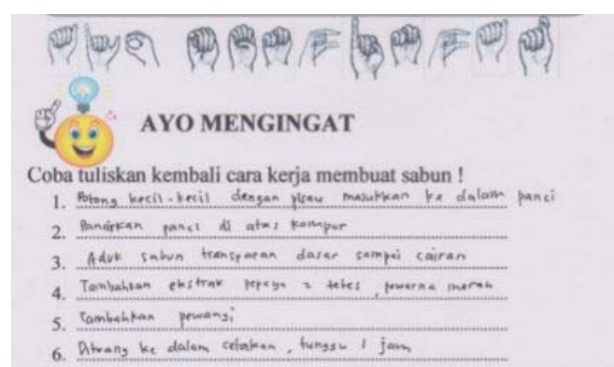 AYO MENGINGAT
Coba tuliskan kembali cara kerja membuat sabun !
1. Potong kecil-kecil dengan pisau masukkan ke dalam panci
2. Panaskan panci di atas kompor
3. Aduk sabun transparan dasar sampai cairan
4. Tambahkan ekstrak pepaya 2 tetes , pewarna merah
5. Tambahkan pewangi
6. Dituang ke dalam cetakan , tunggu 1 jam